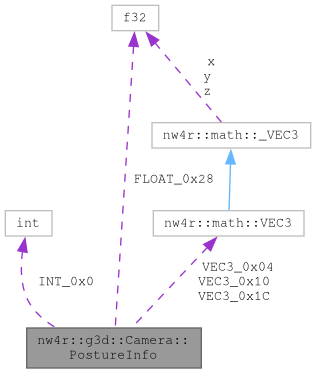 f32
x
y
z
nw4r::math::_VEC3
FLOAT_0x28
int
nw4r::math::VEC3
INT_0x0
VEC3_0x04
VEC3_0x10
VEC3_0x1C
nw4r::g3d::Camera::
PostureInfo